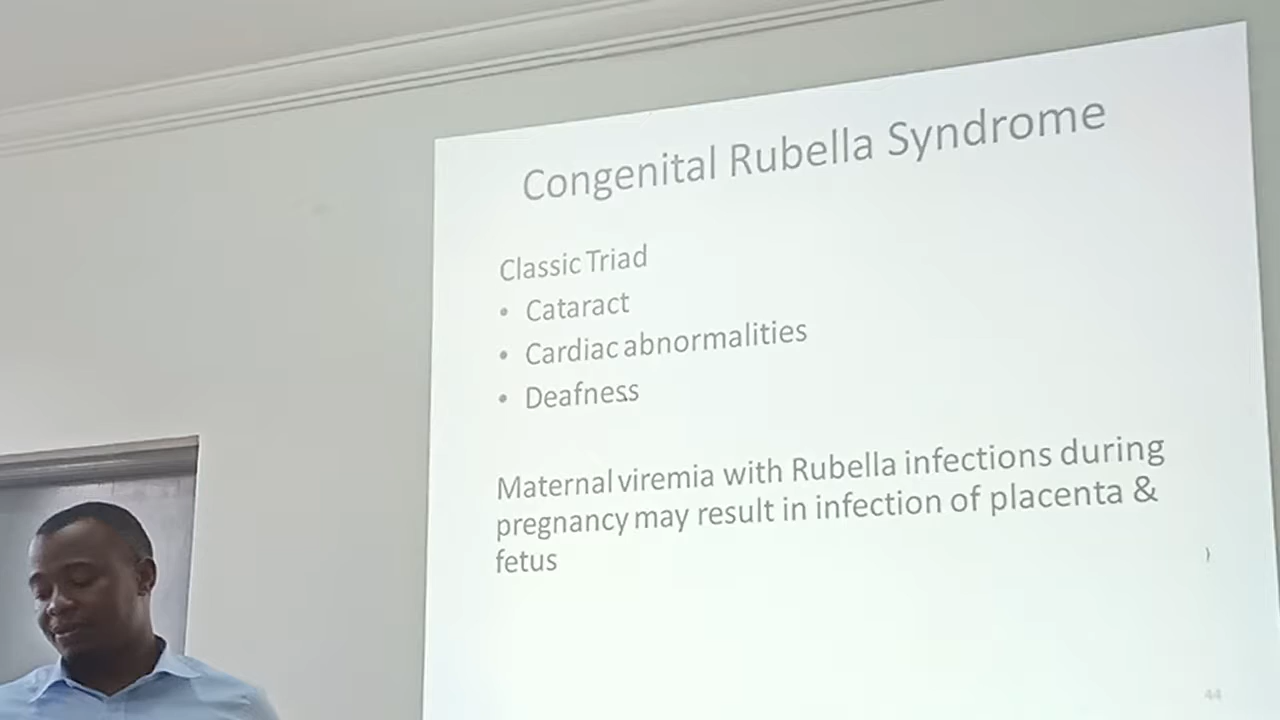 Congenital Rubella Syndrome
Classic Triad
• Cataract
• Cardiac abnormalities
• Deafness
Maternal viremia with Rubella infections during
pregnancy may result in infection of placenta &
fetus
44